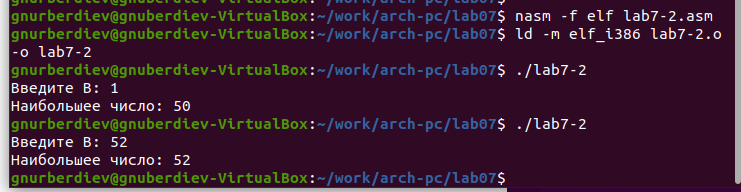 gnurberdiev@gnuberdiev-VirtualBox:~/work/arch-pc/lab07$ nasm -f elf lab7-2.asm
gnurberdiev@gnuberdiev-VirtualBox:~/work/arch-pc/lab07$ ld -m elf_i386 lab7-2.o
-o lab7-2
gnurberdiev@gnuberdiev-VirtualBox:~/work/arch-pc/lab07$ ./lab7-2
Введите B: 1
Наибольшее число: 50
gnurberdiev@gnuberdiev-VirtualBox:~/work/arch-pc/lab07$ ./lab7-2
Введите B: 52
Наибольшее число: 52
gnurberdiev@gnuberdiev-VirtualBox:~/work/arch-pc/lab07$